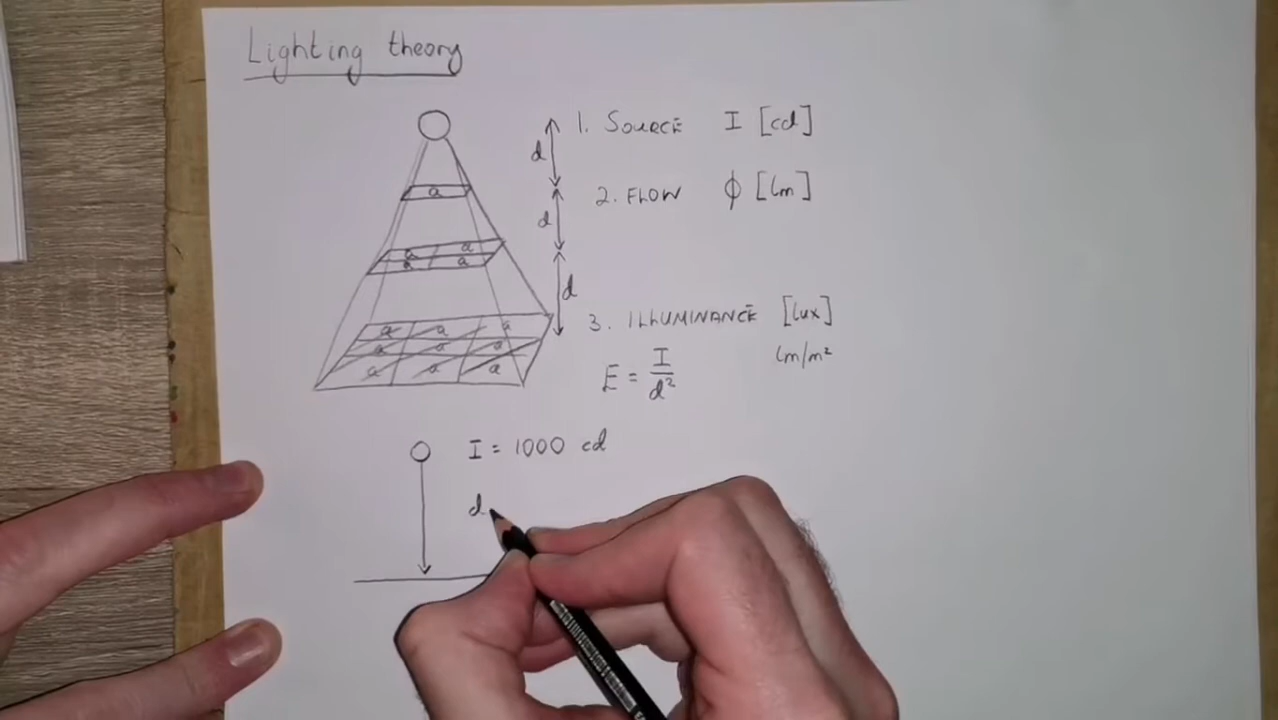 Lighting theory
1. SOURCE I [cd]
d
a
2. FLOW ϕ [lm]
d
a a
a a
d
3. ILLUMINANCE [lux]
a a a
a a a
a a a
lm/m²
E = I/d²
I = 1000 cd
d